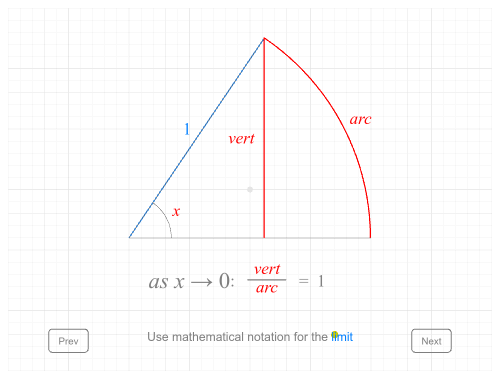 1
arc
vert
x
as x → 0: vert/arc = 1
Prev
Use mathematical notation for the limit
Next